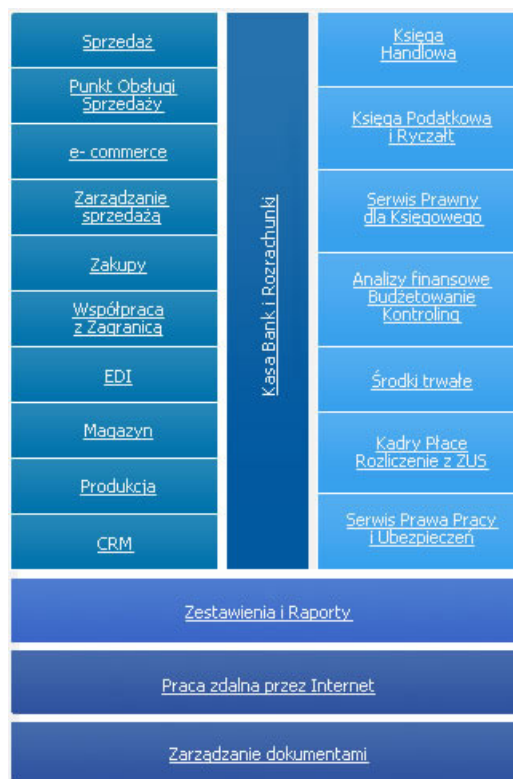 Sprzedaż
Punkt Obsługi
Sprzedaży
e- commerce
Zarządzanie
sprzedażą
Zakupy
Współpraca
z Zagranicą
EDI
Magazyn
Produkcja
CRM
Kasa Bank i Rozrachunki
Księga
Handlowa
Księga Podatkowa
i Ryczałt
Serwis Prawny
dla Księgowego
Analizy finansowe
Budżetowanie
Kontroling
Środki trwałe
Kadry Płace
Rozliczenie z ZUS
Serwis Prawa Pracy
i Ubezpieczeń
Zestawienia i Raporty
Praca zdalna przez Internet
Zarządzanie dokumentami